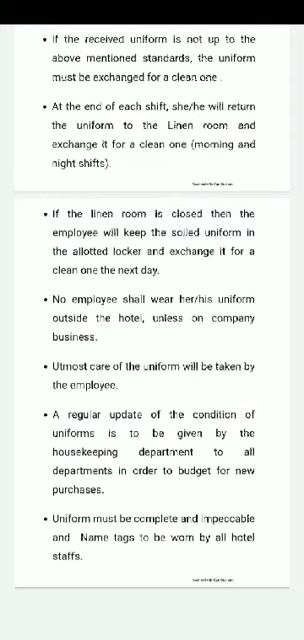 • If the received uniform is not up to the
above mentioned standards, the uniform
must be exchanged for a clean one .
• At the end of each shift, she/he will return
the uniform to the Linen room and
exchange it for a clean one (morning and
night shifts).
• If the linen room is closed then the
employee will keep the soiled uniform in
the allotted locker and exchange it for a
clean one the next day.
• No employee shall wear her/his uniform
outside the hotel, unless on company
business.
• Utmost care of the uniform will be taken by
the employee.
• A regular update of the condition of
uniforms is to be given by the
housekeeping department to all
departments in order to budget for new
purchases.
• Uniform must be complete and impeccable
and Name tags to be worn by all hotel
staffs.